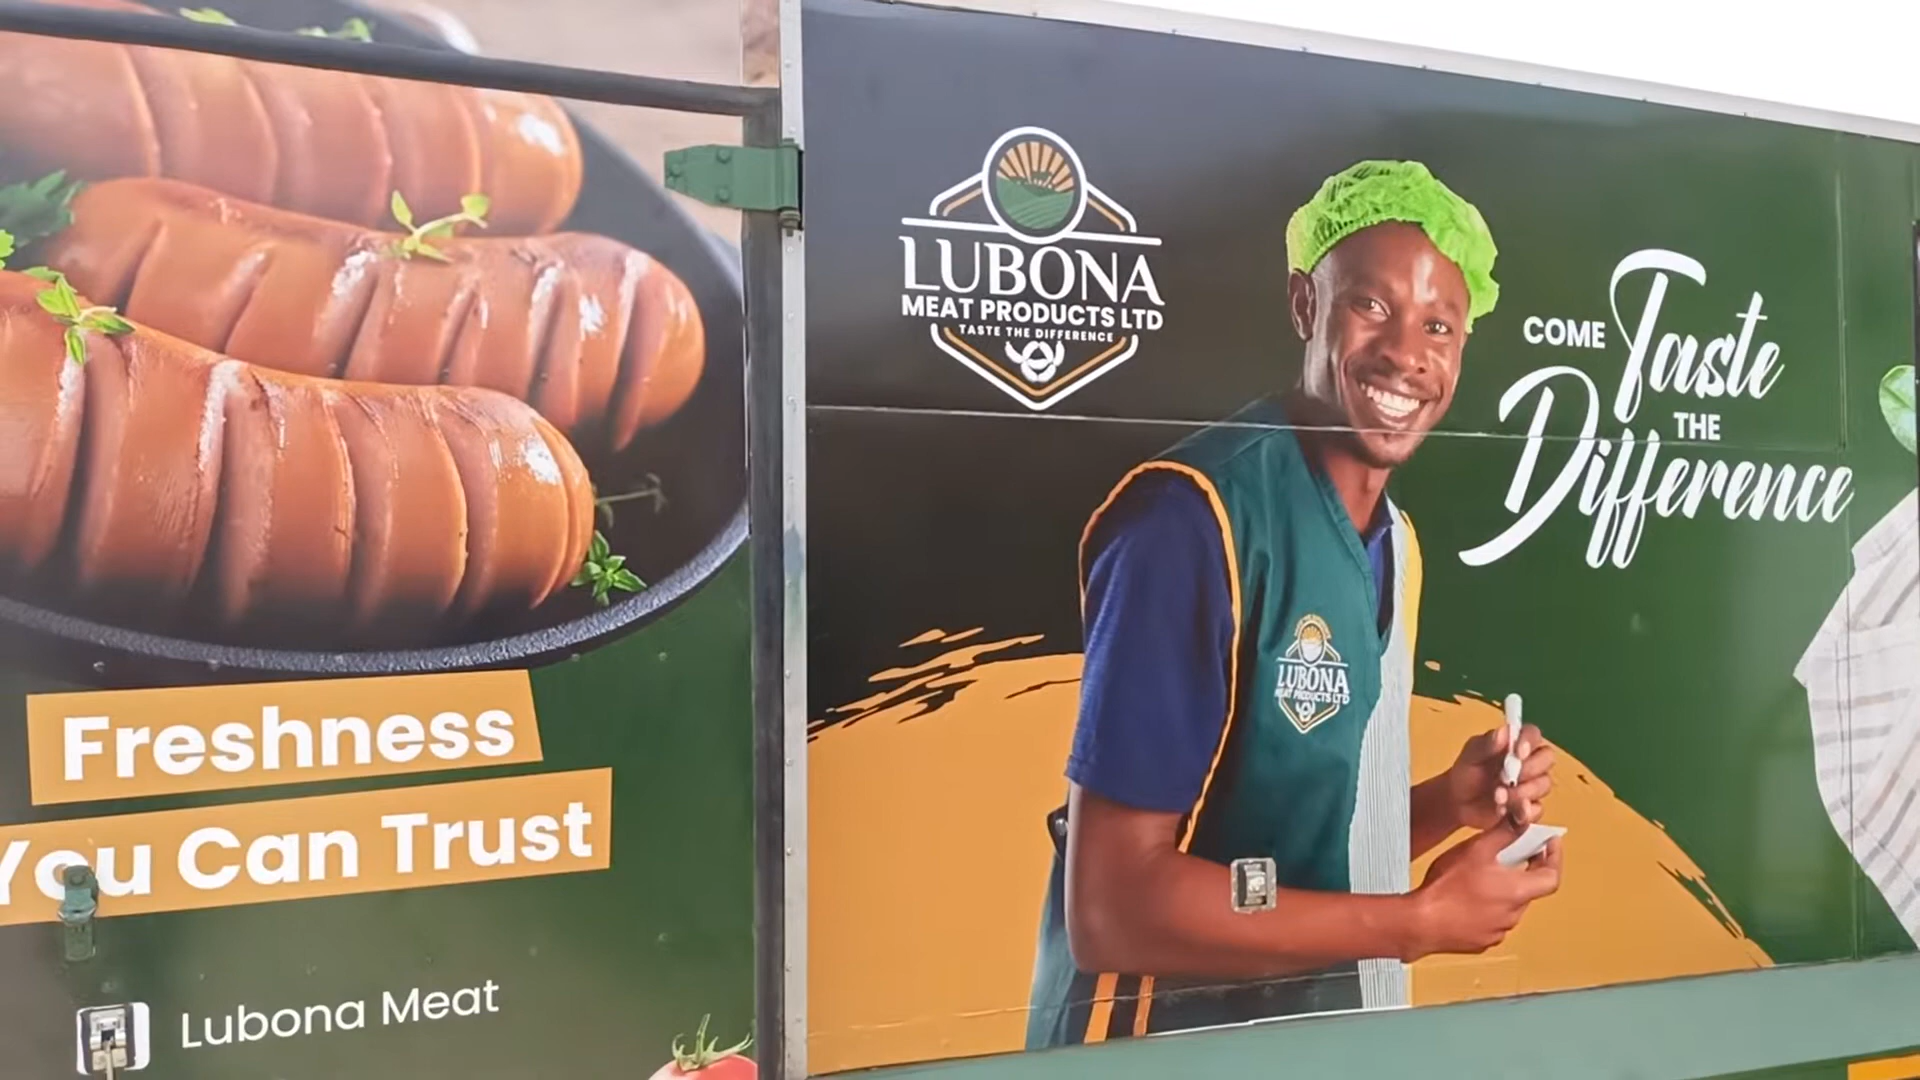 Freshness
You Can Trust
Lubona Meat
LUBONA
MEAT PRODUCTS LTD
TASTE THE DIFFERENCE
COME Taste
THE
Difference
LUBONA
MEAT PRODUCTS LTD